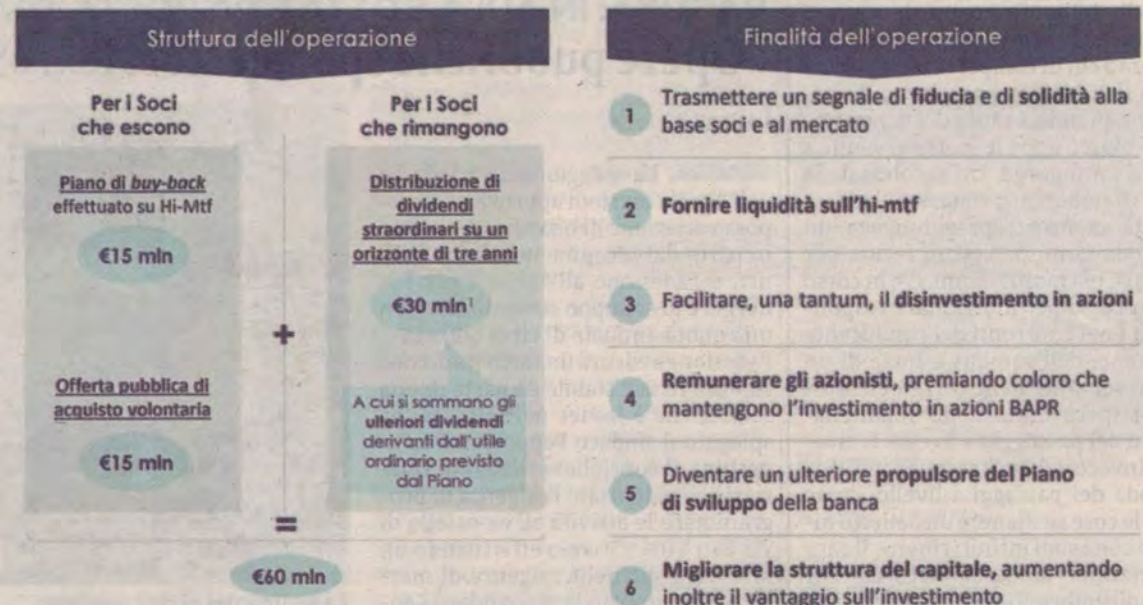 Struttura dell'operazione
Per i Soci
che escono
Piano di buy-back
effettuato su Hi-Mtf
€15 mln
Offerta pubblica di
acquisto volontaria
€15 mln
+
Per i Soci
che rimangono
Distribuzione di
dividendi
straordinari su un
orizzonte di tre anni
€30 mln¹
A cui si sommano gli
ulteriori dividendi
derivanti dall'utile
ordinario previsto
dal Piano
=
€60 mln
Finalità dell'operazione
1 Trasmettere un segnale di fiducia e di solidità alla
base soci e al mercato
2 Fornire liquidità sull'hi-mtf
3 Facilitare, una tantum, il disinvestimento in azioni
4 Remunerare gli azionisti, premiando coloro che
mantengono l'investimento in azioni BAPR
5 Diventare un ulteriore propulsore del Piano
di sviluppo della banca
6 Migliorare la struttura del capitale, aumentando
inoltre il vantaggio sull'investimento